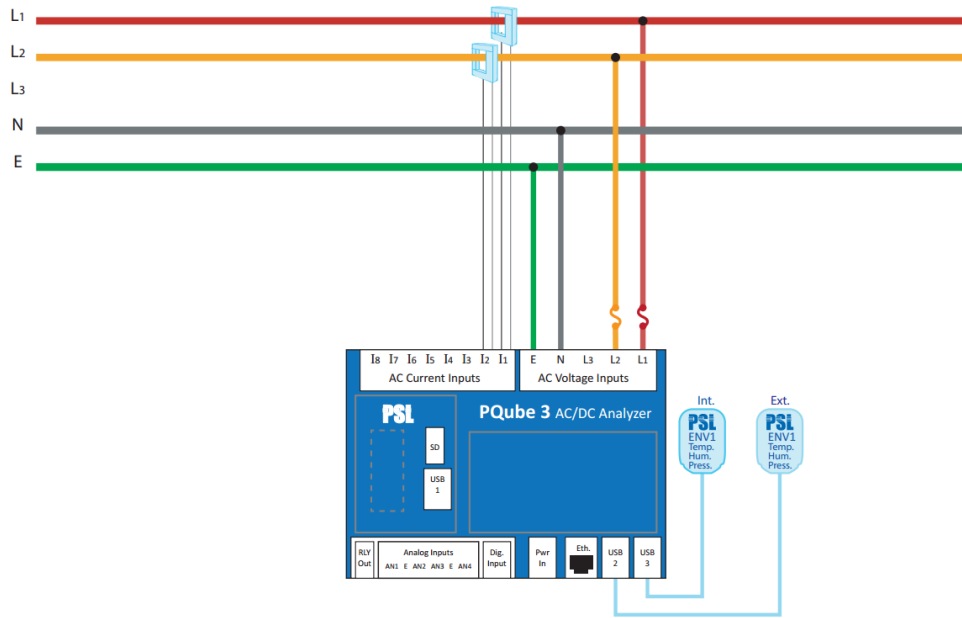 L1
L2
L3
N
E
I8 I7 I6 I5 I4 I3 I2 I1
AC Current Inputs
E N L3 L2 L1
AC Voltage Inputs
PSL
PQube 3 AC/DC Analyzer
SD
USB
1
Int.
PSL
ENV1
Temp.
Hum.
Press.
Ext.
PSL
ENV1
Temp.
Hum.
Press.
RLY
Out
Analog Inputs
AN1 E AN2 AN3 E AN4
Dig.
Input
Pwr
In
Eth.
USB
2
USB
3